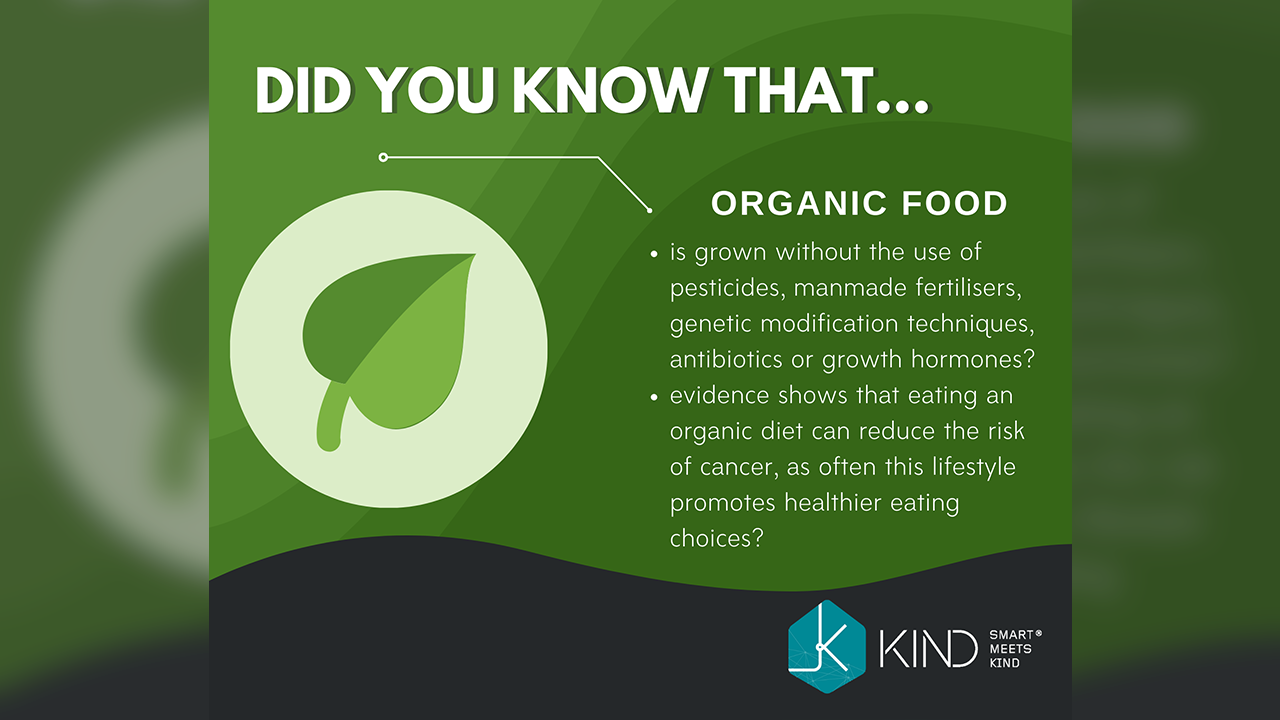 DID YOU KNOW THAT...
ORGANIC FOOD
• is grown without the use of
pesticides, manmade fertilisers,
genetic modification techniques,
antibiotics or growth hormones?
• evidence shows that eating an
organic diet can reduce the risk
of cancer, as often this lifestyle
promotes healthier eating
choices?
KIND
SMART®
MEETS
KIND